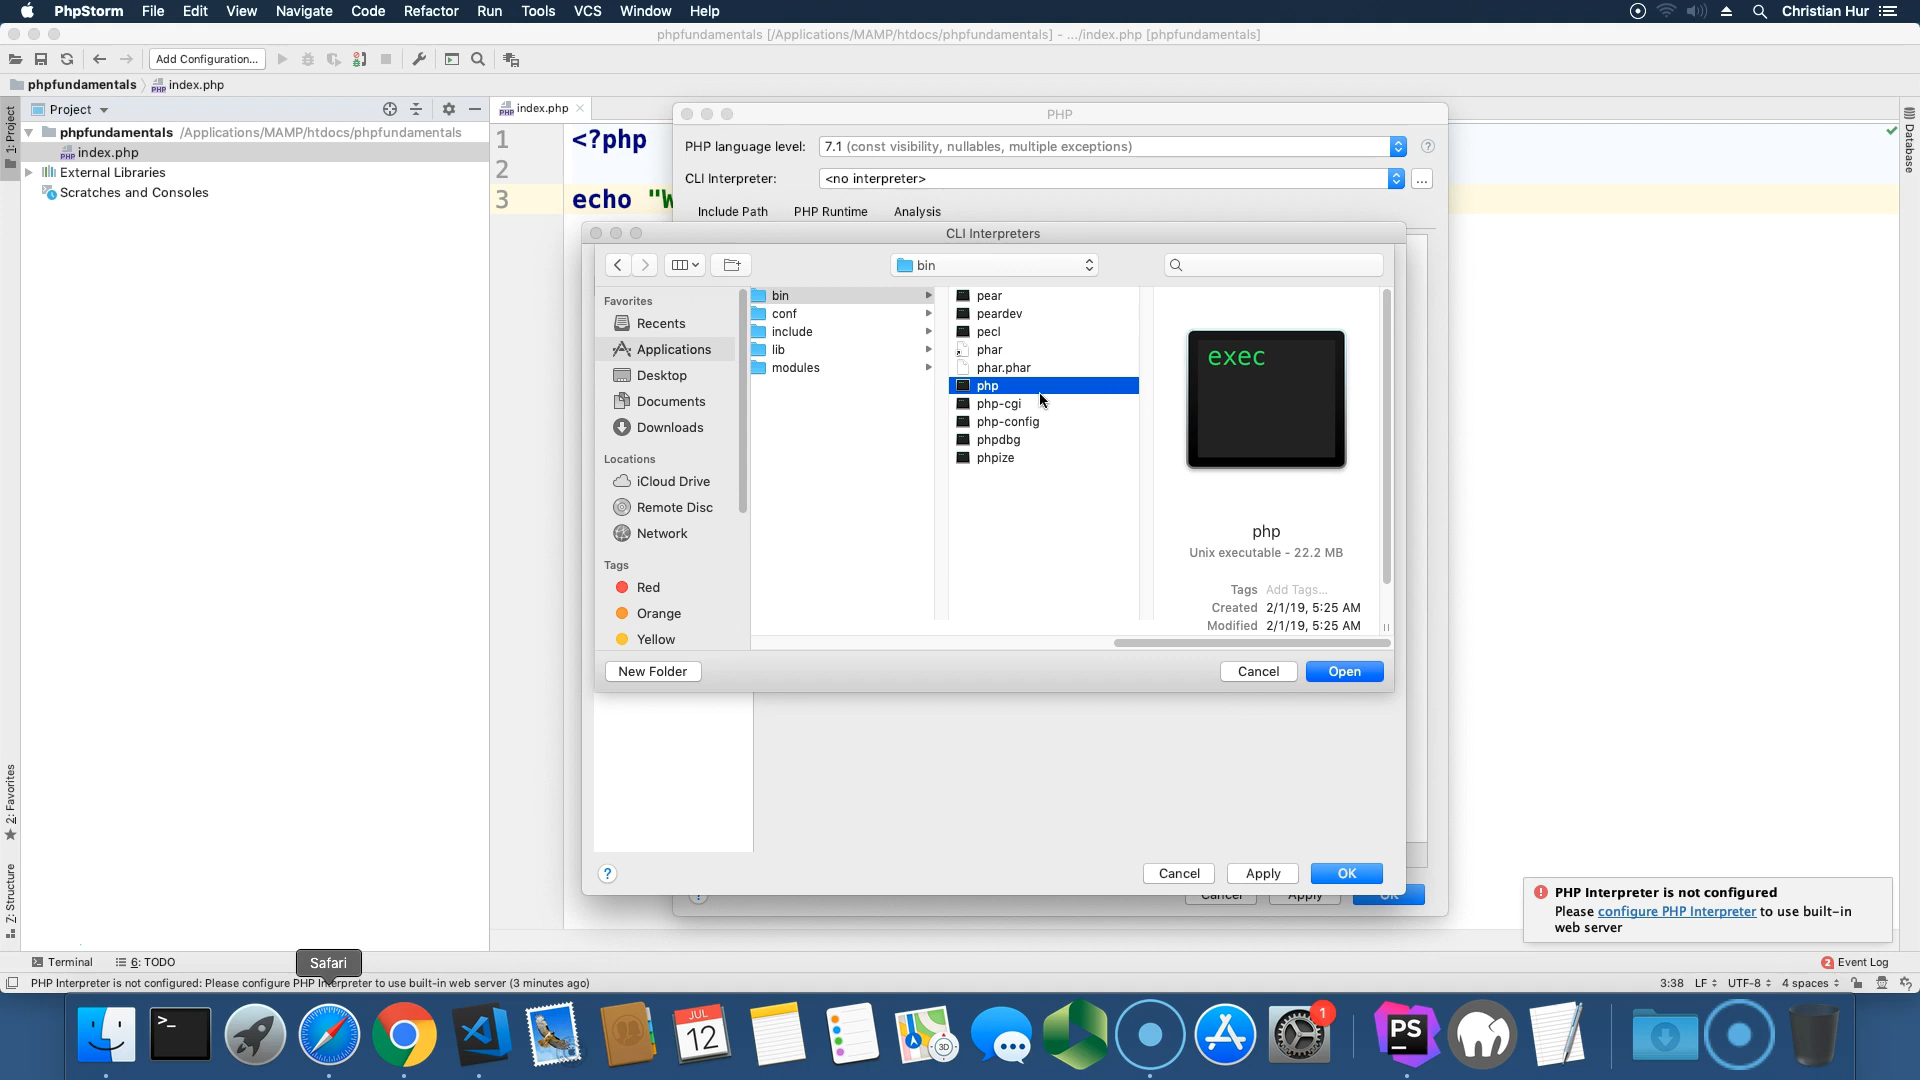 PhpStorm File Edit View Navigate Code Refactor Run Tools VCS Window Help Christian Hur
phpfundamentals [/Applications/MAMP/htdocs/phpfundamentals] - .../index.php [phpfundamentals]
Add Configuration...
phpfundamentals index.php
1: Project
Project
index.php
PHP
phpfundamentals /Applications/MAMP/htdocs/phpfundamentals
index.php
External Libraries
Scratches and Consoles
1 <?php
2
3 echo "W
Database
PHP language level: 7.1 (const visibility, nullables, multiple exceptions)
CLI Interpreter: <no interpreter> ...
Include Path PHP Runtime Analysis
CLI Interpreters
bin
Favorites
Recents
Applications
Desktop
Documents
Downloads
Locations
iCloud Drive
Remote Disc
Network
Tags
Red
Orange
Yellow
bin
conf
include
lib
modules
pear
peardev
pecl
phar
phar.phar
php
php-cgi
php-config
phpdbg
phpize
exec
php
Unix executable - 22.2 MB
Tags Add Tags...
Created 2/1/19, 5:25 AM
Modified 2/1/19, 5:25 AM
New Folder Cancel Open
? Cancel Apply OK
Cancel Apply OK
2: Favorites
Z: Structure
PHP Interpreter is not configured
Please configure PHP Interpreter to use built-in
web server
Terminal 6: TODO
Safari
2 Event Log
PHP Interpreter is not configured: Please configure PHP Interpreter to use built-in web server (3 minutes ago)
3:38 LF UTF-8 4 spaces
>_
JUL
12
3D
1
PS